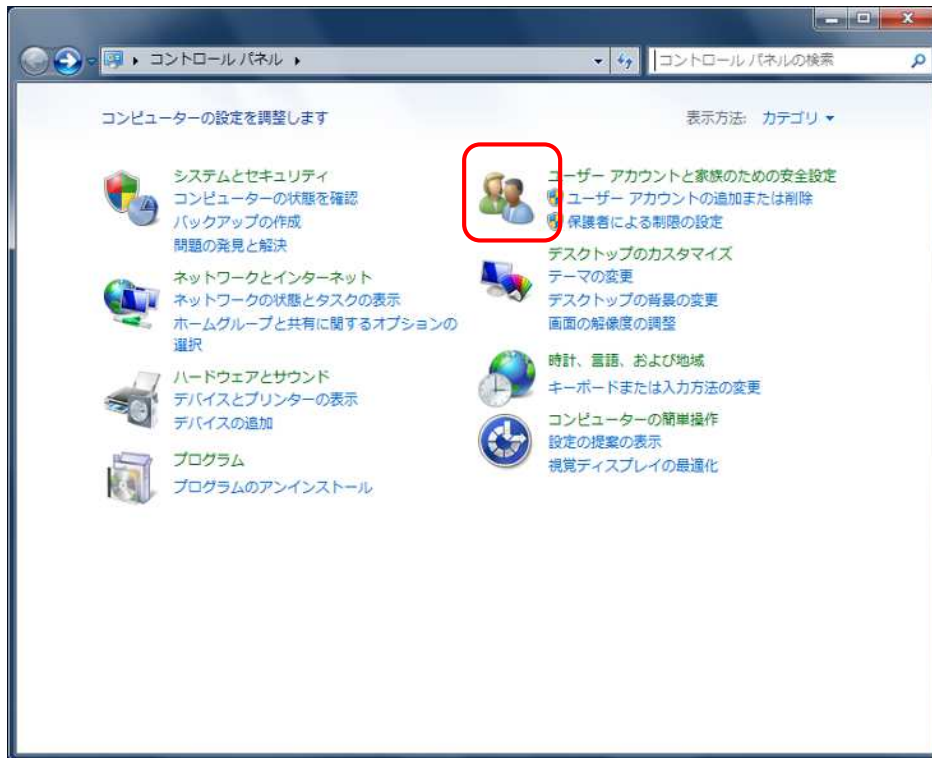 コントロール パネル
コントロール パネルの検索
コンピューターの設定を調整します
表示方法: カテゴリ
システムとセキュリティ
コンピューターの状態を確認
バックアップの作成
問題の発見と解決
ネットワークとインターネット
ネットワークの状態とタスクの表示
ホームグループと共有に関するオプションの
選択
ハードウェアとサウンド
デバイスとプリンターの表示
デバイスの追加
プログラム
プログラムのアンインストール
ユーザー アカウントと家族のための安全設定
ユーザー アカウントの追加または削除
保護者による制限の設定
デスクトップのカスタマイズ
テーマの変更
デスクトップの背景の変更
画面の解像度の調整
時計、言語、および地域
キーボードまたは入力方法の変更
コンピューターの簡単操作
設定の提案の表示
視覚ディスプレイの最適化